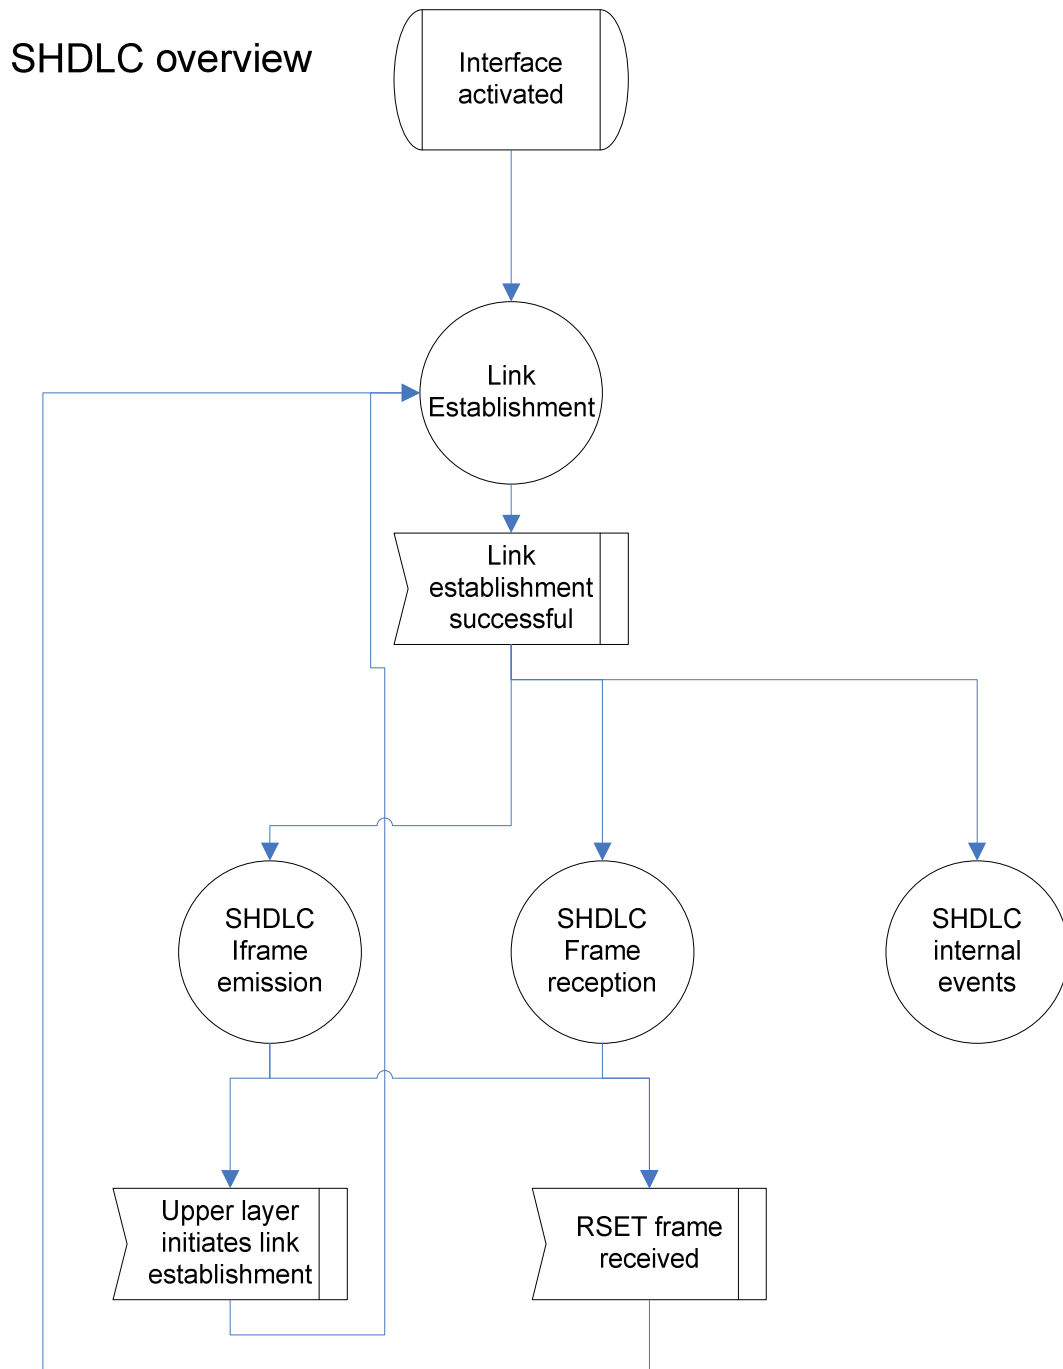 SHDLC overview
Interface
activated
Link
Establishment
Link
establishment
successful
SHDLC
Iframe
emission
SHDLC
Frame
reception
SHDLC
internal
events
Upper layer
initiates link
establishment
RSET frame
received